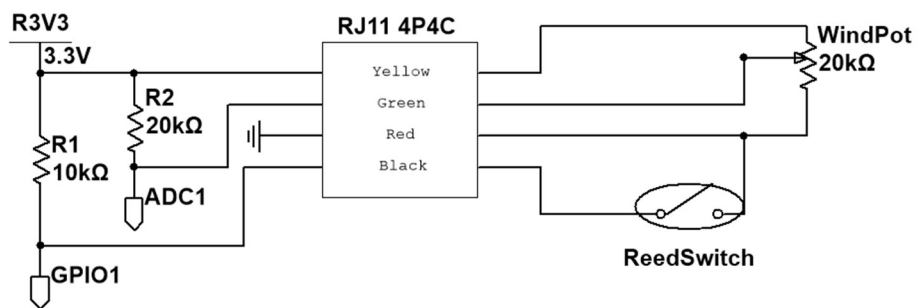 R3V3
3.3V
R1
10kΩ
R2
20kΩ
ADC1
GPIO1
RJ11 4P4C
Yellow
Green
Red
Black
WindPot
20kΩ
ReedSwitch